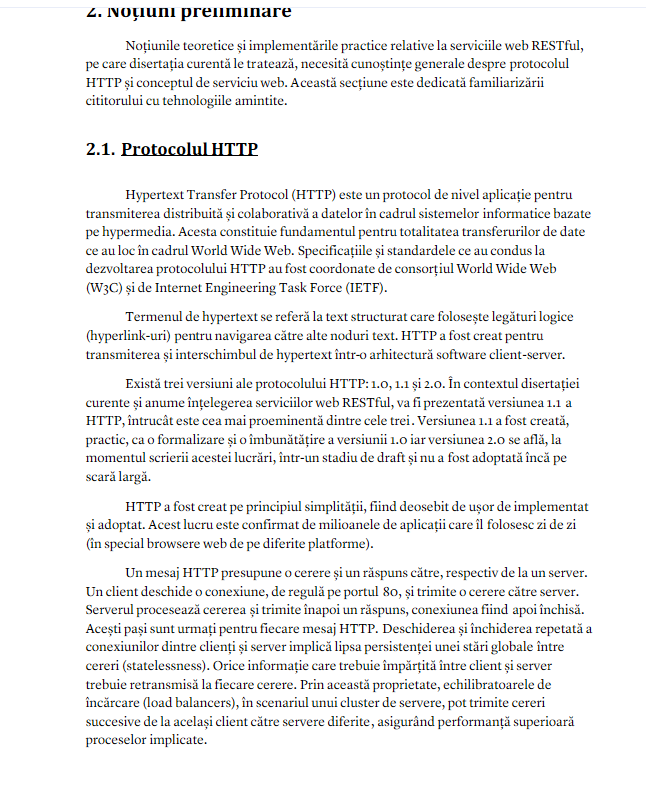 2. Noțiuni preliminare
Noțiunile teoretice și implementările practice relative la serviciile web RESTful,
pe care disertația curentă le tratează, necesită cunoștințe generale despre protocolul
HTTP și conceptul de serviciu web. Această secțiune este dedicată familiarizării
cititorului cu tehnologiile amintite.
2.1. Protocolul HTTP
Hypertext Transfer Protocol (HTTP) este un protocol de nivel aplicație pentru
transmiterea distribuită și colaborativă a datelor în cadrul sistemelor informatice bazate
pe hypermedia. Acesta constituie fundamentul pentru totalitatea transferurilor de date
ce au loc în cadrul World Wide Web. Specificațiile și standardele ce au condus la
dezvoltarea protocolului HTTP au fost coordonate de consorțiul World Wide Web
(W3C) și de Internet Engineering Task Force (IETF).
Termenul de hypertext se referă la text structurat care folosește legături logice
(hyperlink-uri) pentru navigarea către alte noduri text. HTTP a fost creat pentru
transmiterea și interschimbul de hypertext într-o arhitectură software client-server.
Există trei versiuni ale protocolului HTTP: 1.0, 1.1 și 2.0. În contextul disertației
curente și anume înțelegerea serviciilor web RESTful, va fi prezentată versiunea 1.1 a
HTTP, întrucât este cea mai proeminentă dintre cele trei. Versiunea 1.1 a fost creată,
practic, ca o formalizare și o îmbunătățire a versiunii 1.0 iar versiunea 2.0 se află, la
momentul scrierii acestei lucrări, într-un stadiu de draft și nu a fost adoptată încă pe
scară largă.
HTTP a fost creat pe principiul simplității, fiind deosebit de ușor de implementat
și adoptat. Acest lucru este confirmat de milioanele de aplicații care îl folosesc zi de zi
(în special browsere web de pe diferite platforme).
Un mesaj HTTP presupune o cerere și un răspuns către, respectiv de la un server.
Un client deschide o conexiune, de regulă pe portul 80, și trimite o cerere către server.
Serverul procesează cererea și trimite înapoi un răspuns, conexiunea fiind apoi închisă.
Acești pași sunt urmați pentru fiecare mesaj HTTP. Deschiderea și închiderea repetată a
conexiunilor dintre clienți și server implică lipsa persistenței unei stări globale între
cereri (statelessness). Orice informație care trebuie împărțită între client și server
trebuie retransmisă la fiecare cerere. Prin această proprietate, echilibratoarele de
încărcare (load balancers), în scenariul unui cluster de servere, pot trimite cereri
succesive de la același client către servere diferite, asigurând performanță superioară
proceselor implicate.